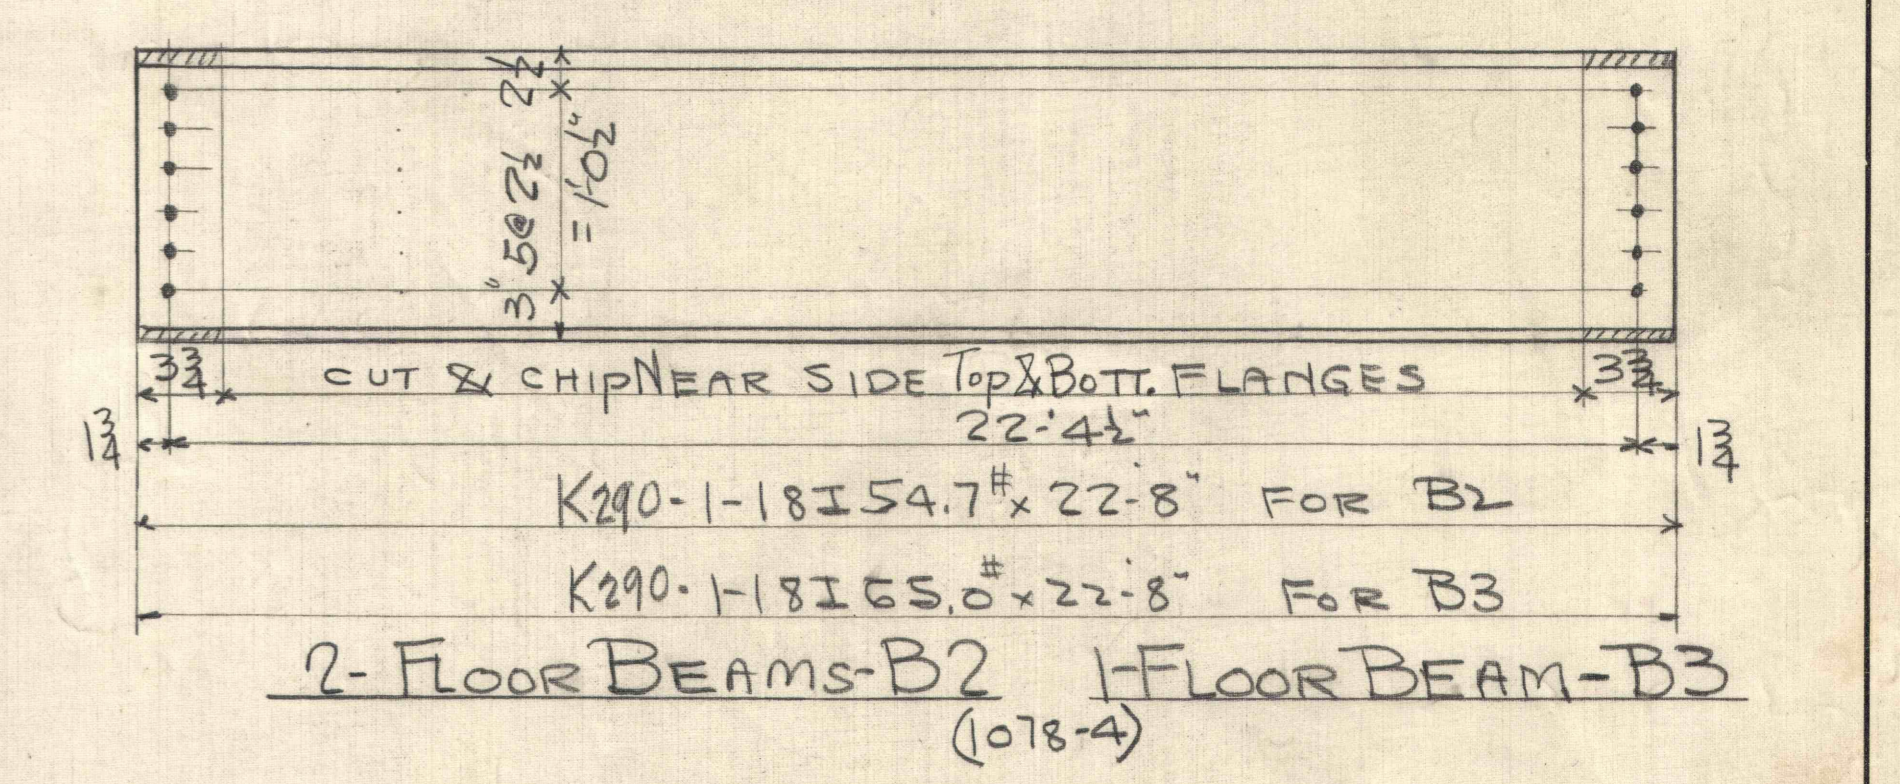 2½
3" 5@2½
= 1'-0½"
3¾ CUT & CHIP NEAR SIDE Top & BOTT. FLANGES 3¾
1¾ 22'-4½" 1¾
K290-1-18I54.7# x 22'-8" FOR B2
K290-1-18I65.0# x 22'-8" FOR B3
2-FLOOR BEAMS-B2 1-FLOOR BEAM-B3
(1078-4)